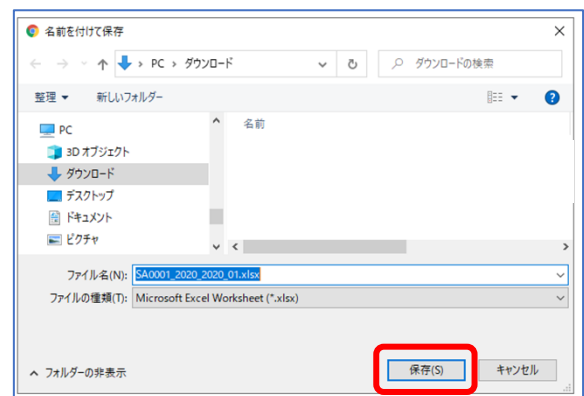 名前を付けて保存
PC › ダウンロード
ダウンロードの検索
整理
新しいフォルダー
名前
PC
3D オブジェクト
ダウンロード
デスクトップ
ドキュメント
ピクチャ
ファイル名(N): SA0001_2020_2020_01.xlsx
ファイルの種類(T): Microsoft Excel Worksheet (*.xlsx)
フォルダーの非表示
保存(S)
キャンセル